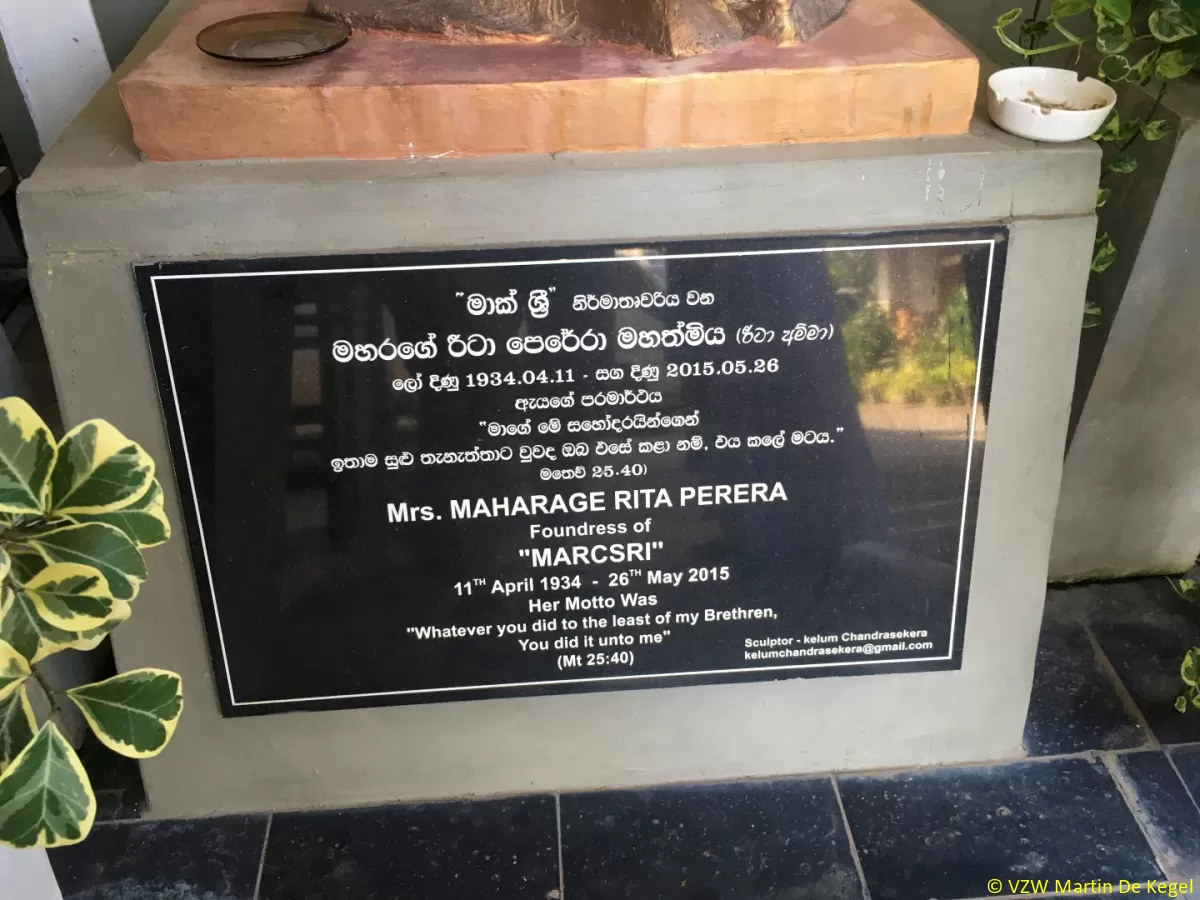 "මාක් ශ්‍රී" නිර්මාතෘවරිය වන
මහරගේ රීටා පෙරේරා මහත්මිය (රීටා අම්මා)
ලෝ දිණු 1934.04.11 - සග දිණු 2015.05.26
ඇයගේ පරමාර්ථය
"මාගේ මේ සහෝදරයින්ගෙන්
ඉතාම සුළු තැනැත්තාට වුවද ඔබ එසේ කළා නම්, එය කලේ මටය."
මතෙව් 25.40)
Mrs. MAHARAGE RITA PERERA
Foundress of
"MARCSRI"
11TH April 1934 - 26TH May 2015
Her Motto Was
"Whatever you did to the least of my Brethren,
You did it unto me"
(Mt 25:40)
Sculptor - kelum Chandrasekera
kelumchandrasekera@gmail.com
© VZW Martin De Kegel